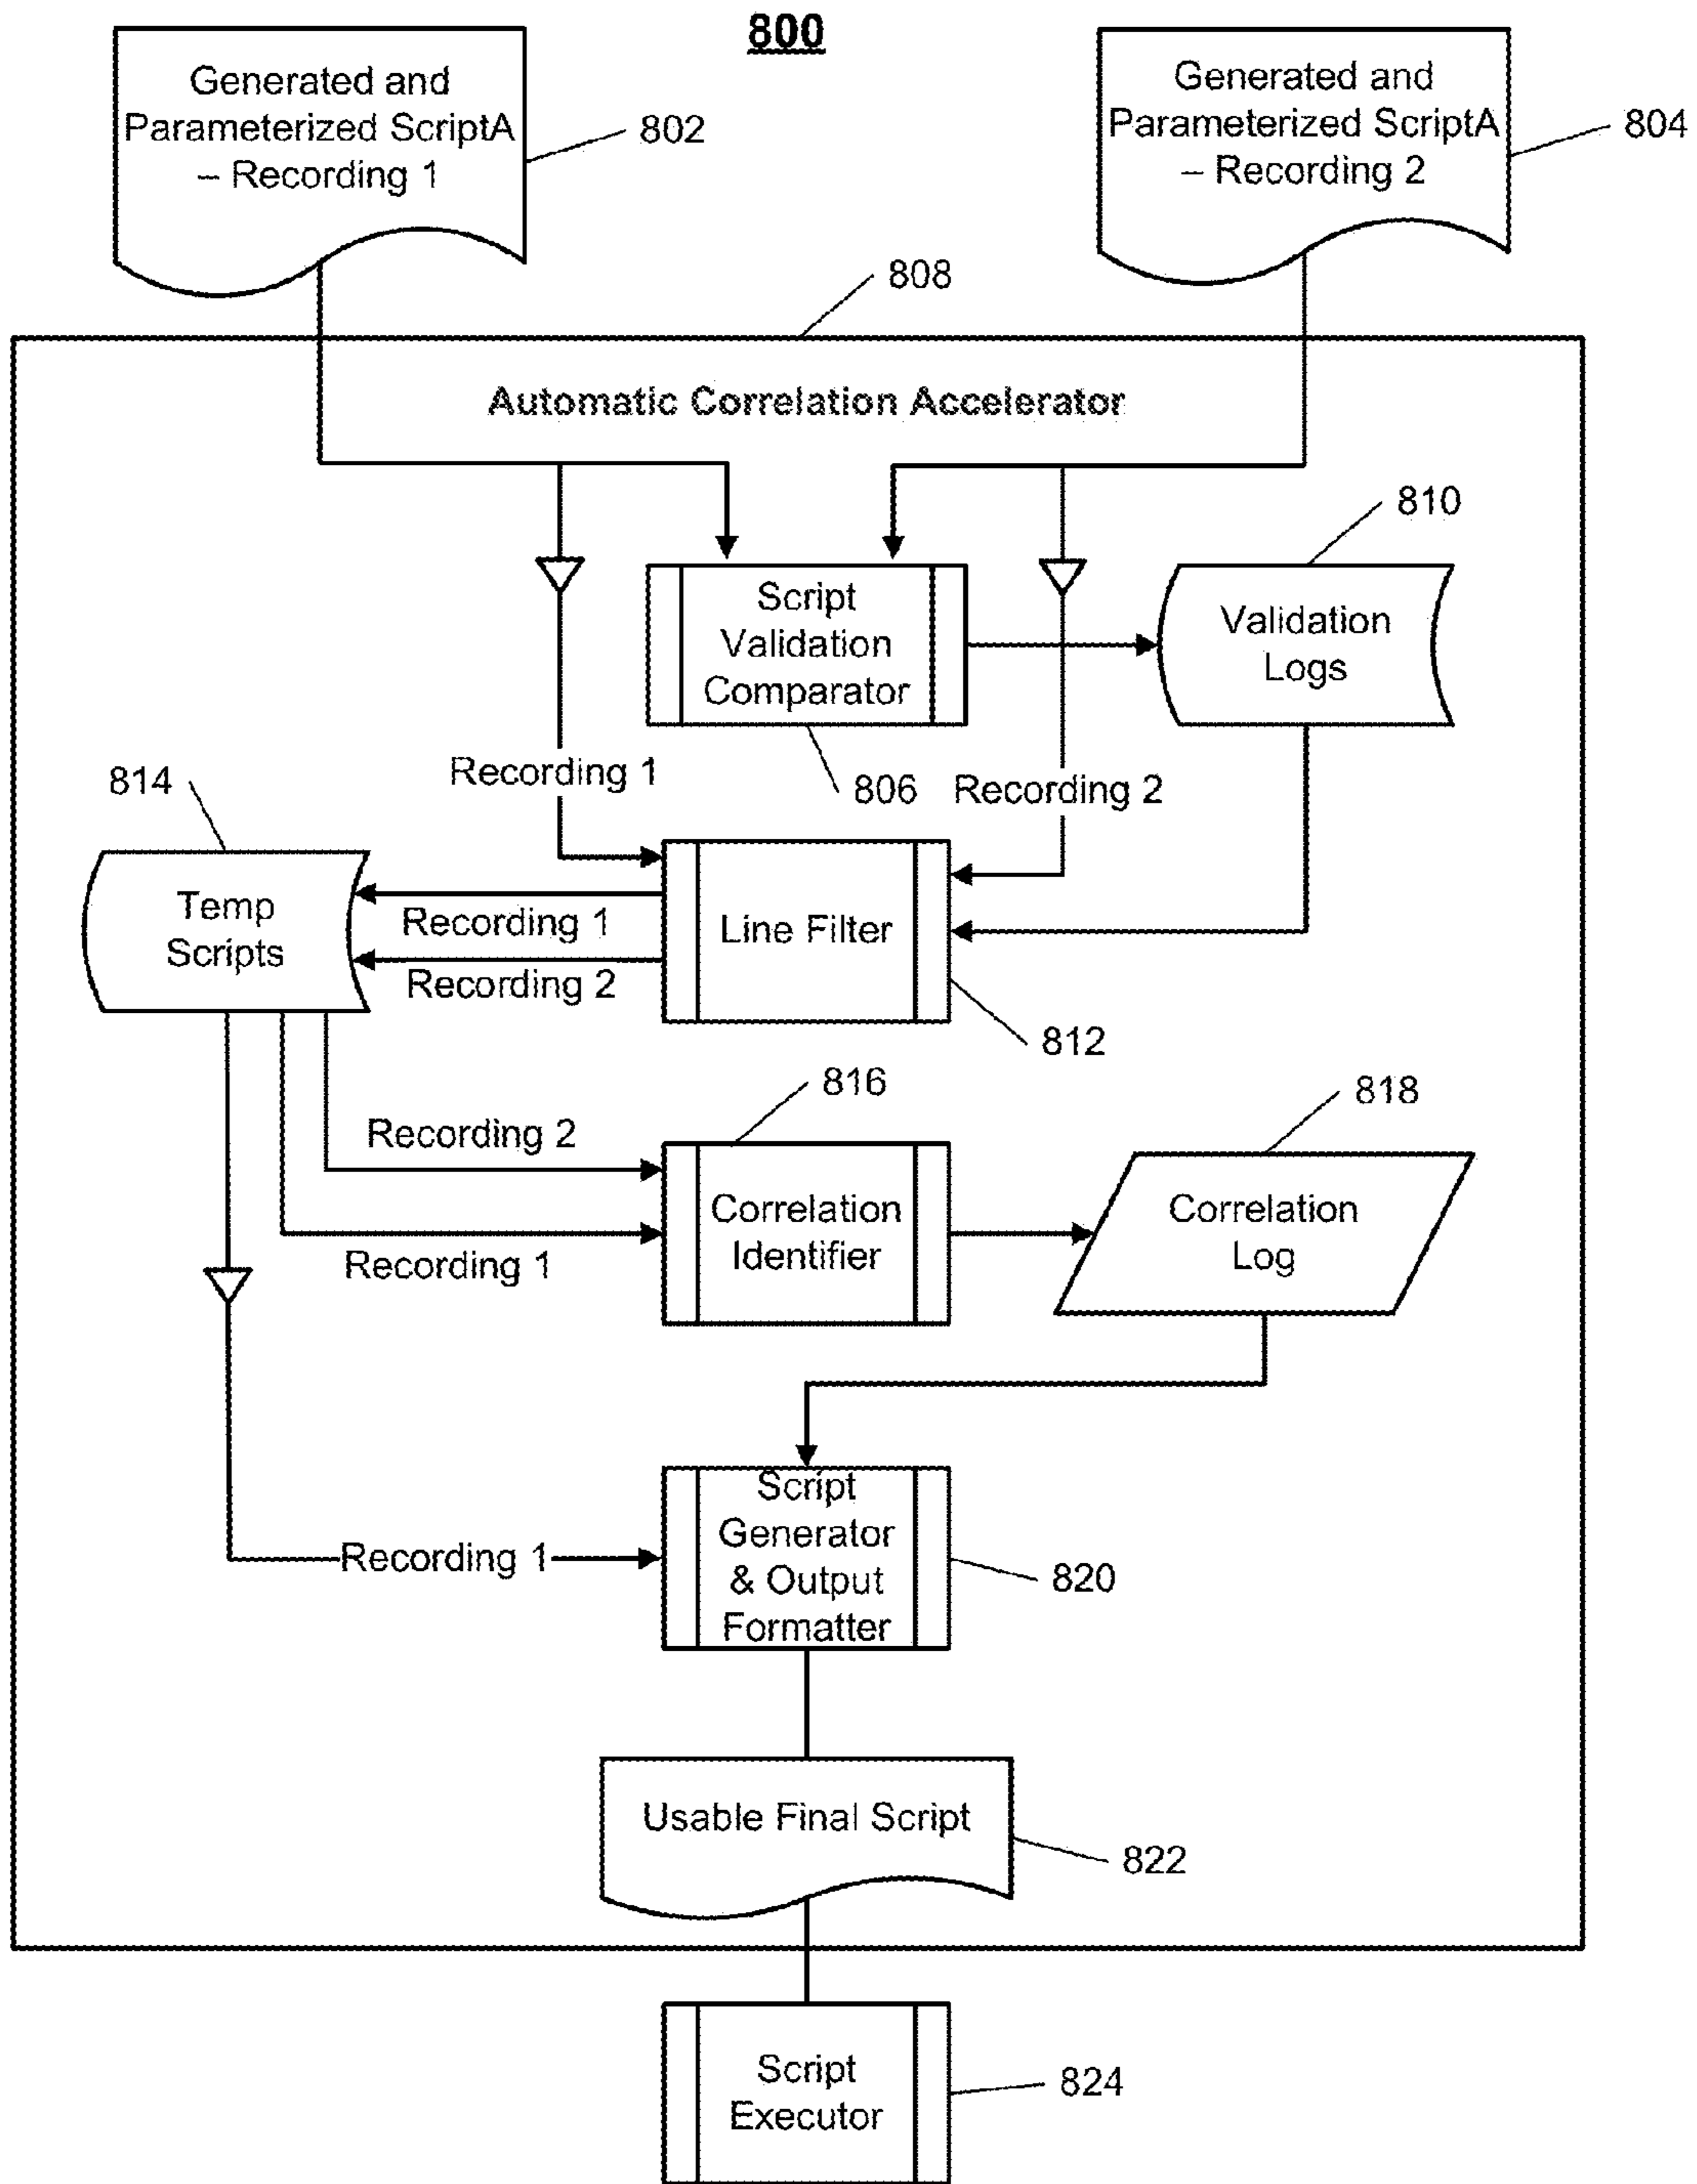 800
Generated and
Parameterized ScriptA
– Recording 1
802
Generated and
Parameterized ScriptA
– Recording 2
804
808
Automatic Correlation Accelerator
810
Script
Validation
Comparator
Validation
Logs
Recording 1
806
Recording 2
814
Temp
Scripts
Recording 1
Recording 2
Line Filter
812
816
818
Recording 2
Recording 1
Correlation
Identifier
Correlation
Log
Recording 1
Script
Generator
& Output
Formatter
820
Usable Final Script
822
Script
Executor
824